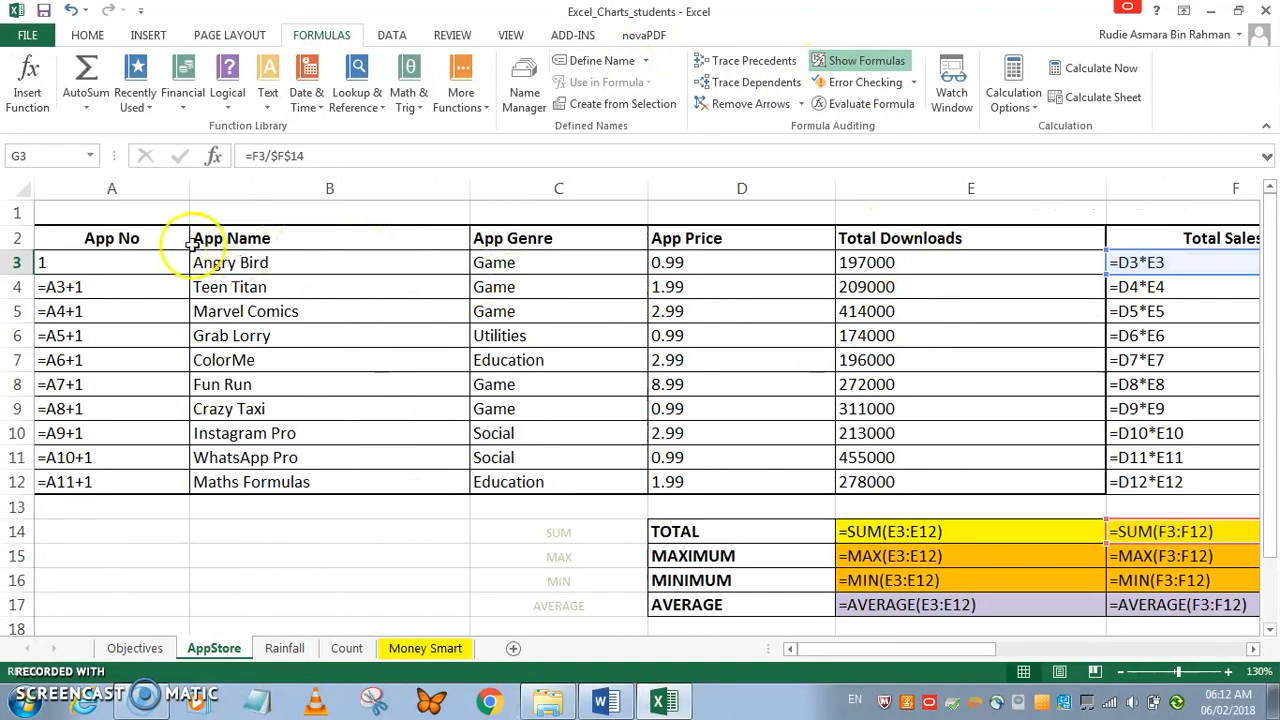 Excel_Charts_students - Excel
FILE HOME INSERT PAGE LAYOUT FORMULAS DATA REVIEW VIEW ADD-INS novaPDF Rudie Asmara Bin Rahman
Insert Function
AutoSum
Recently Used
Financial
Logical
Text
Date & Time
Lookup & Reference
Math & Trig
More Functions
Function Library
Name Manager
Define Name
Use in Formula
Create from Selection
Defined Names
Trace Precedents
Trace Dependents
Remove Arrows
Show Formulas
Error Checking
Evaluate Formula
Formula Auditing
Watch Window
Calculation Options
Calculate Now
Calculate Sheet
Calculation
G3 fx =F3/$F$14
A B C D E F
1
2 App No App Name App Genre App Price Total Downloads Total Sales
3 1 Angry Bird Game 0.99 197000 =D3*E3
4 =A3+1 Teen Titan Game 1.99 209000 =D4*E4
5 =A4+1 Marvel Comics Game 2.99 414000 =D5*E5
6 =A5+1 Grab Lorry Utilities 0.99 174000 =D6*E6
7 =A6+1 ColorMe Education 2.99 196000 =D7*E7
8 =A7+1 Fun Run Game 8.99 272000 =D8*E8
9 =A8+1 Crazy Taxi Game 0.99 311000 =D9*E9
10 =A9+1 Instagram Pro Social 2.99 213000 =D10*E10
11 =A10+1 WhatsApp Pro Social 0.99 455000 =D11*E11
12 =A11+1 Maths Formulas Education 1.99 278000 =D12*E12
13
14 SUM TOTAL =SUM(E3:E12) =SUM(F3:F12)
15 MAX MAXIMUM =MAX(E3:E12) =MAX(F3:F12)
16 MIN MINIMUM =MIN(E3:E12) =MIN(F3:F12)
17 AVERAGE AVERAGE =AVERAGE(E3:E12) =AVERAGE(F3:F12)
18
Objectives AppStore Rainfall Count Money Smart
RECORDED WITH
130%
SCREENCAST MATIC
EN
06:12 AM
06/02/2018